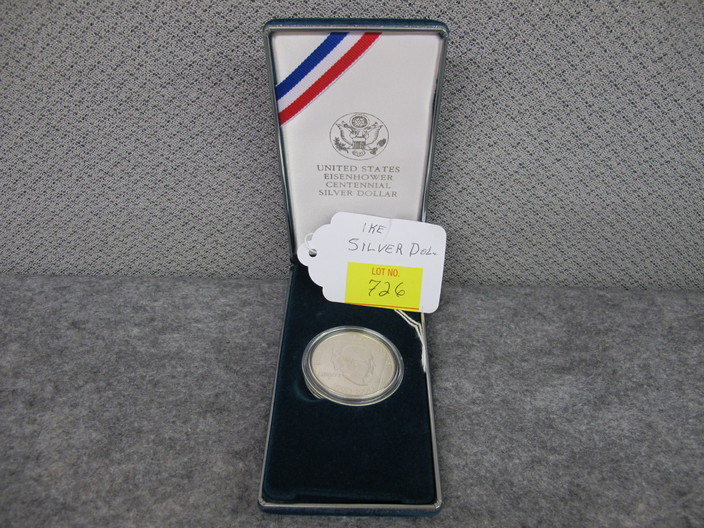 UNITED STATES
EISENHOWER
CENTENNIAL
SILVER DOLLAR
IKE
SILVER DOL.
LOT NO.
726